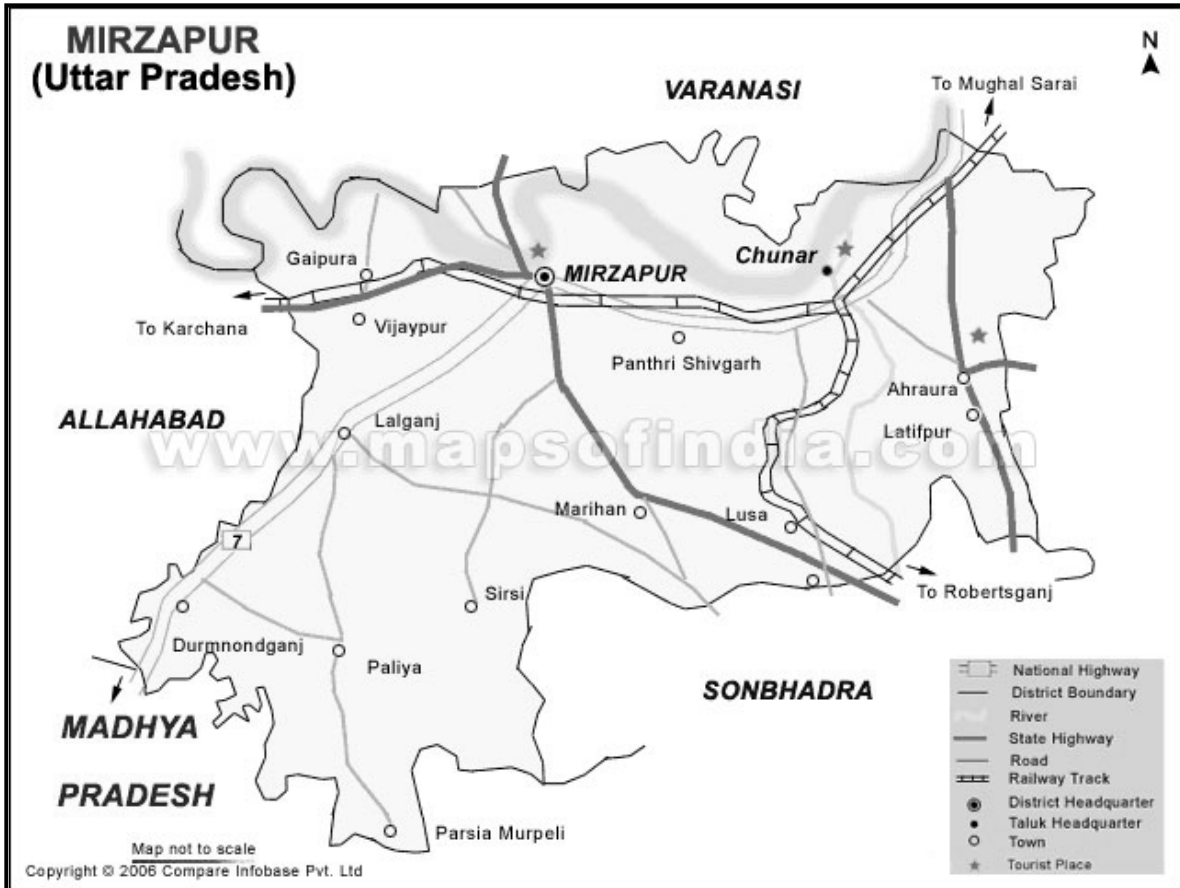 MIRZAPUR
(Uttar Pradesh)
N
VARANASI
To Mughal Sarai
Gaipura
Chunar
MIRZAPUR
To Karchana
Vijaypur
Panthri Shivgarh
Ahraura
ALLAHABAD
Lalganj
Latifpur
www.mapsofindia.com
Marihan
Lusa
7
Sirsi
To Robertsganj
Durmnondganj
Paliya
SONBHADRA
MADHYA
PRADESH
National Highway
District Boundary
River
State Highway
Road
Railway Track
District Headquarter
Taluk Headquarter
Town
Tourist Place
Parsia Murpeli
Map not to scale
Copyright © 2006 Compare Infobase Pvt. Ltd